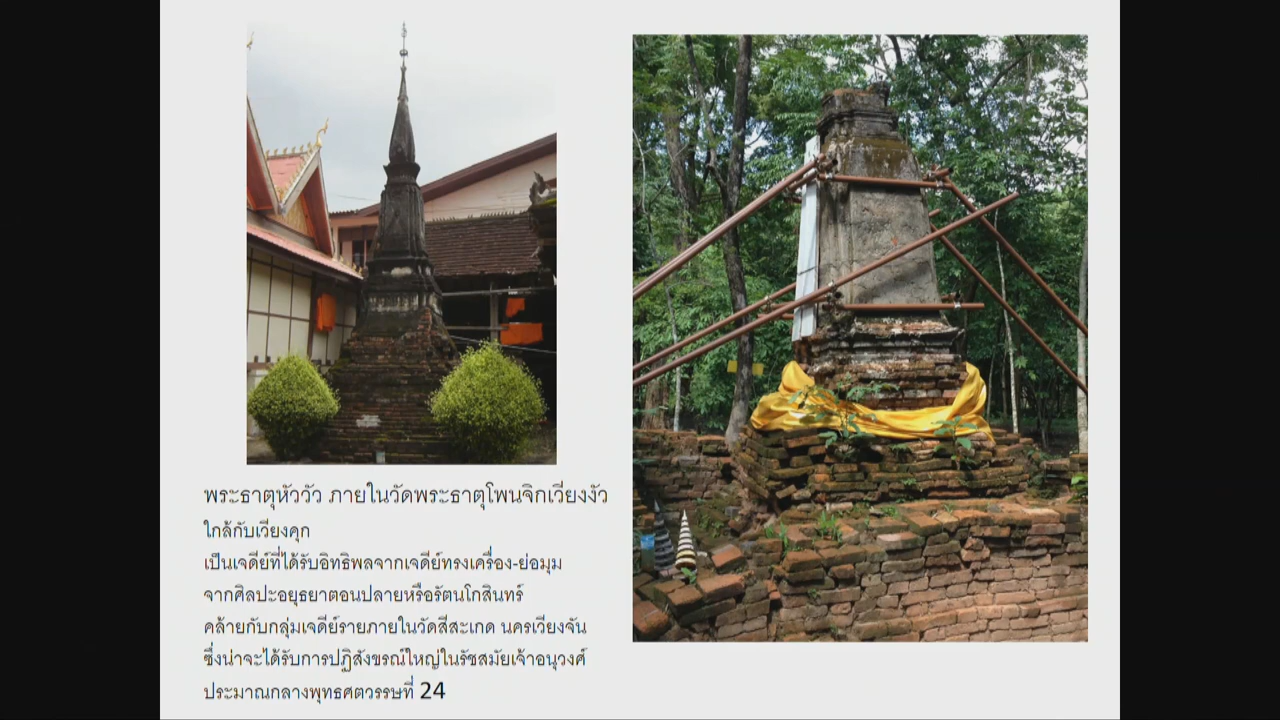 พระธาตุหัววัว ภายในวัดพระธาตุโพนจิกเวียงงัว
ใกล้กับเวียงคุก
เป็นเจดีย์ที่ได้รับอิทธิพลจากเจดีย์ทรงเครื่อง-ย่อมุม
จากศิลปะอยุธยาตอนปลายหรือรัตนโกสินทร์
คล้ายกับกลุ่มเจดีย์รายภายในวัดสีสะเกด นครเวียงจัน
ซึ่งน่าจะได้รับการปฏิสังขรณ์ใหญ่ในรัชสมัยเจ้าอนุวงศ์
ประมาณกลางพุทธศตวรรษที่ 24